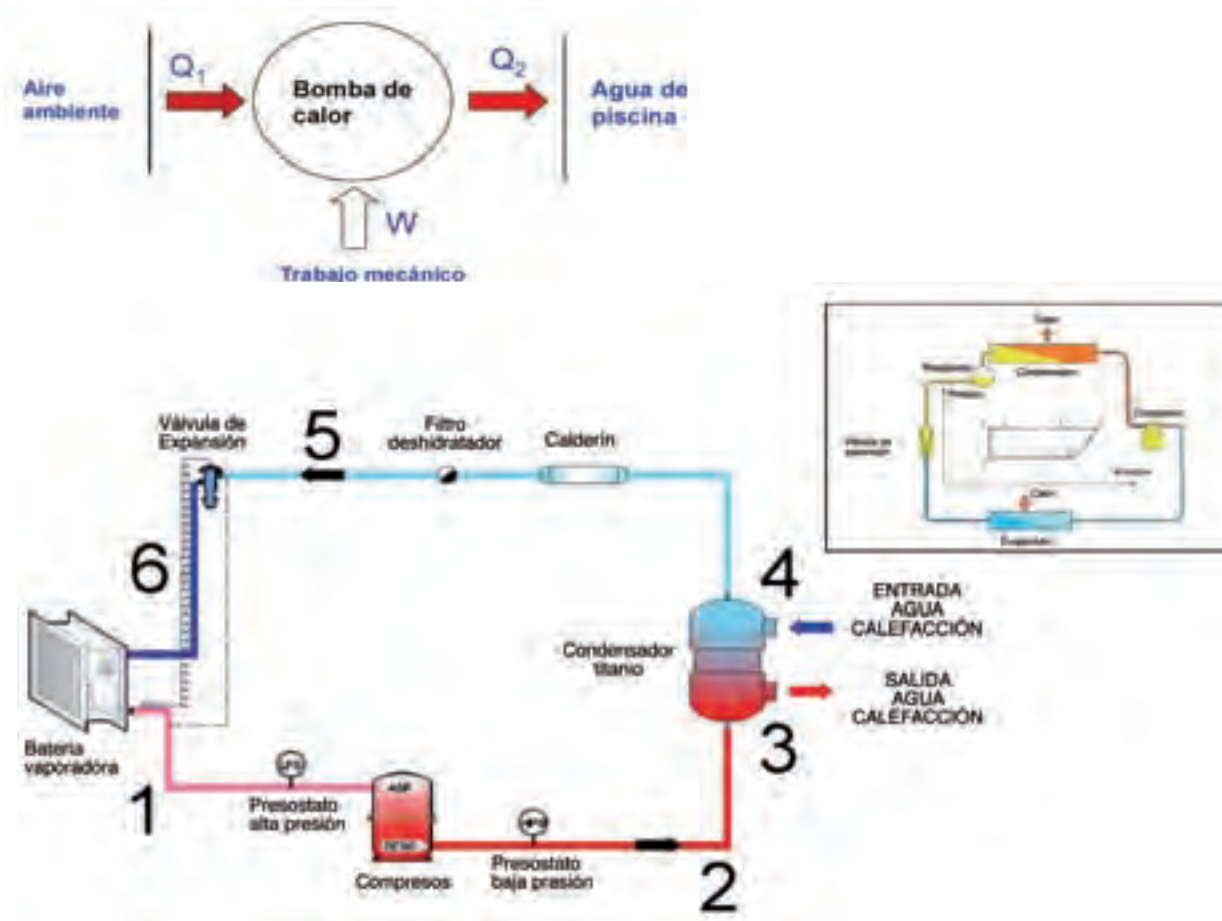 Q1
Q2
Aire
ambiente
Bomba de
calor
Agua de
piscina
W
Trabajo mecánico
Válvula de
Expansión
5
Filtro
deshidratador
Calderín
6
4
ENTRADA
AGUA
CALEFACCIÓN
Condensador
titanio
SALIDA
AGUA
CALEFACCIÓN
3
Bateria
vaporadora
1
Presostato
alta presión
Compresos
Presostato
baja presión
2